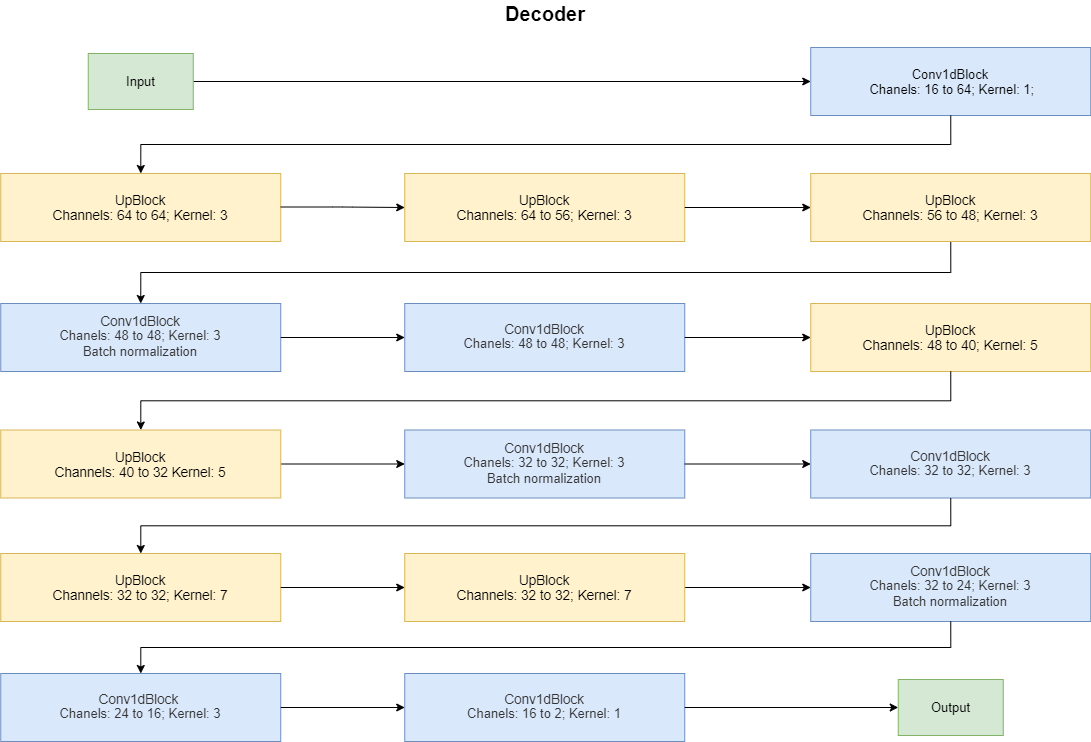 Decoder
Input
Conv1dBlock
Chanels: 16 to 64; Kernel: 1;
UpBlock
Channels: 64 to 64; Kernel: 3
UpBlock
Channels: 64 to 56; Kernel: 3
UpBlock
Channels: 56 to 48; Kernel: 3
Conv1dBlock
Chanels: 48 to 48; Kernel: 3
Batch normalization
Conv1dBlock
Chanels: 48 to 48; Kernel: 3
UpBlock
Channels: 48 to 40; Kernel: 5
UpBlock
Channels: 40 to 32 Kernel: 5
Conv1dBlock
Chanels: 32 to 32; Kernel: 3
Batch normalization
Conv1dBlock
Chanels: 32 to 32; Kernel: 3
UpBlock
Channels: 32 to 32; Kernel: 7
UpBlock
Channels: 32 to 32; Kernel: 7
Conv1dBlock
Chanels: 32 to 24; Kernel: 3
Batch normalization
Conv1dBlock
Chanels: 24 to 16; Kernel: 3
Conv1dBlock
Chanels: 16 to 2; Kernel: 1
Output